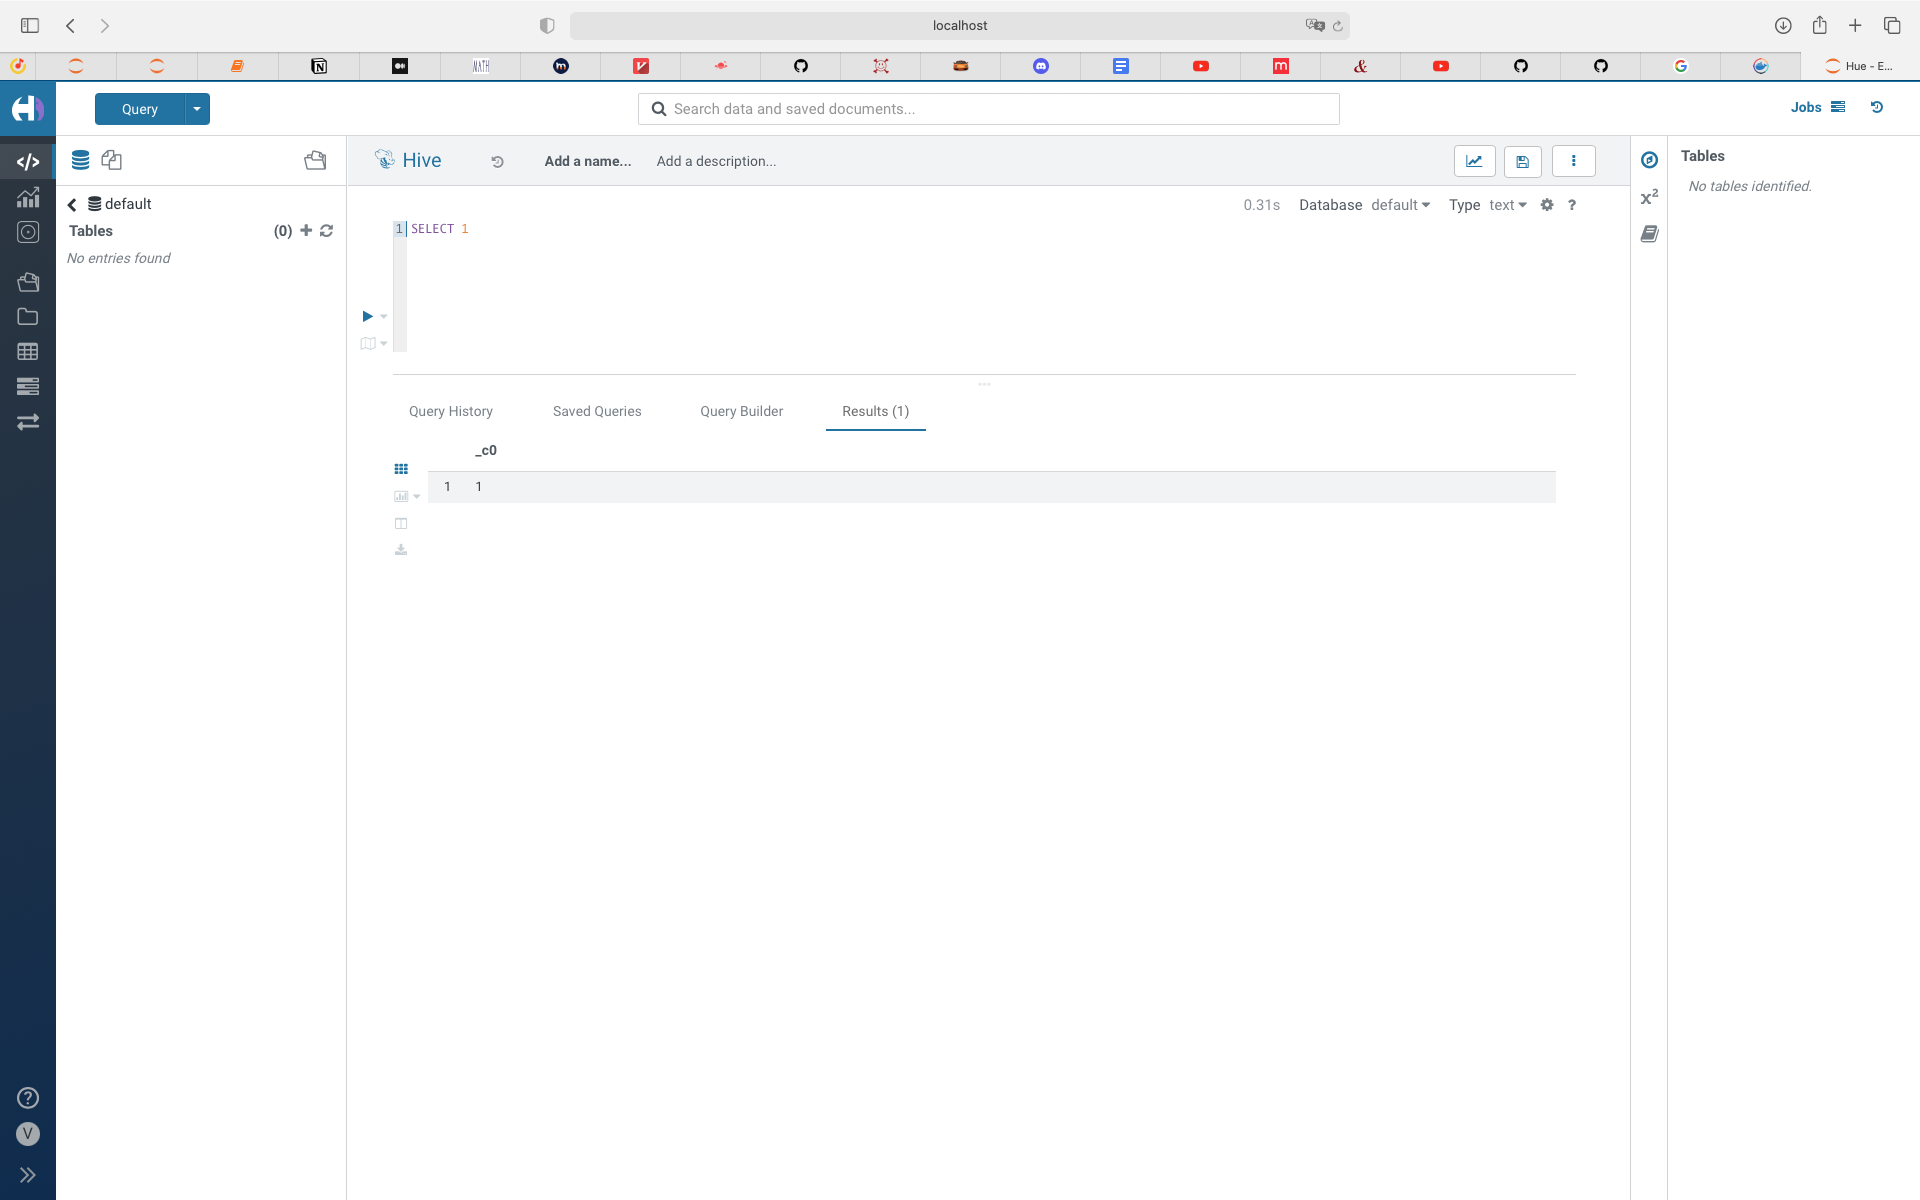 localhost
MATH
Hue - E...
Query
Search data and saved documents...
Jobs
Hive
Add a name...
Add a description...
Tables
default
No tables identified.
0.31s
Database default
Type text
?
x²
Tables
(0)
No entries found
1
SELECT 1
Query History
Saved Queries
Query Builder
Results (1)
_c0
1 1
?
V